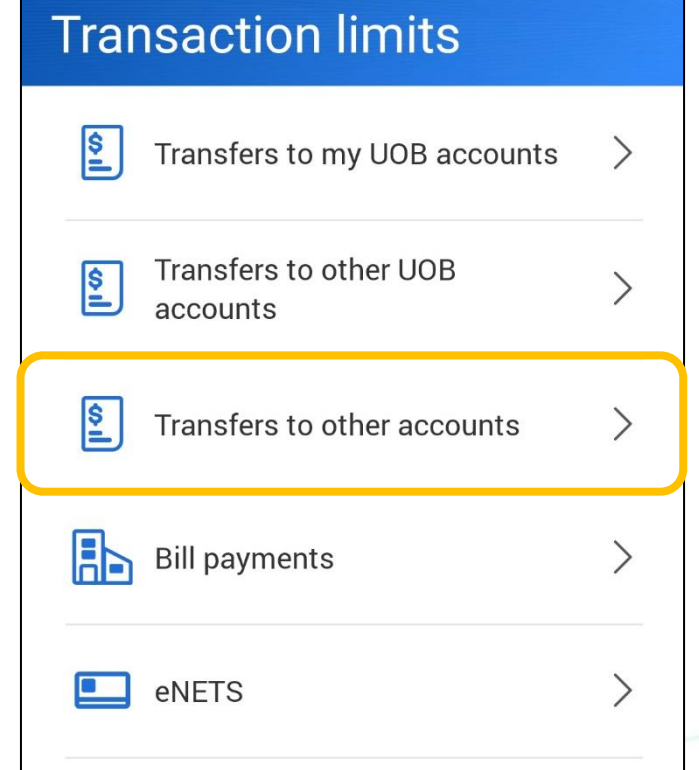 Transaction limits
Transfers to my UOB accounts
Transfers to other UOB
accounts
Transfers to other accounts
Bill payments
eNETS